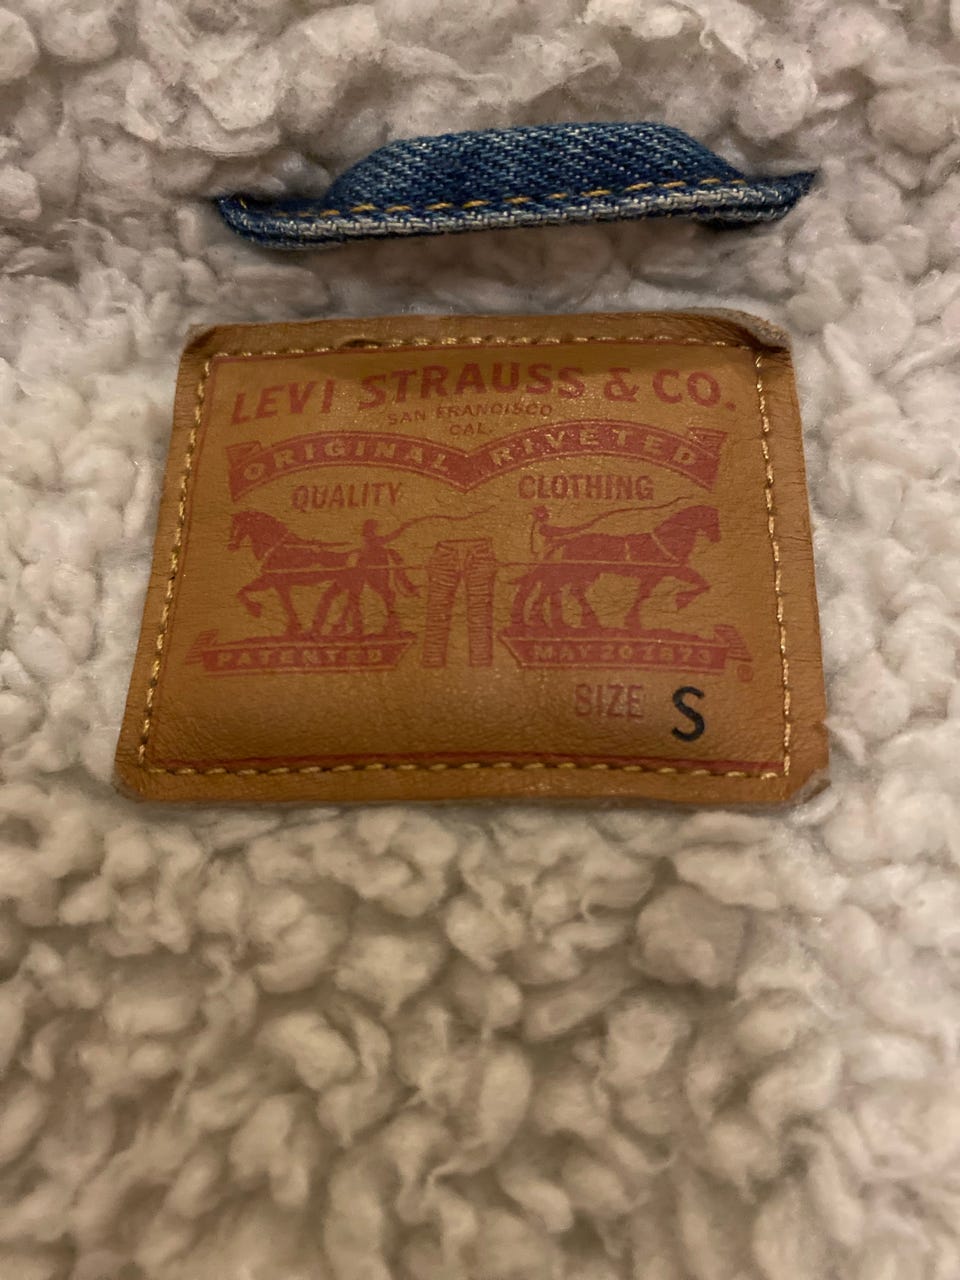 LEVI STRAUSS & CO.
SAN FRANCISCO
CAL.
ORIGINAL RIVETED
QUALITY CLOTHING
PATENTED MAY 20 1873
®
SIZE S